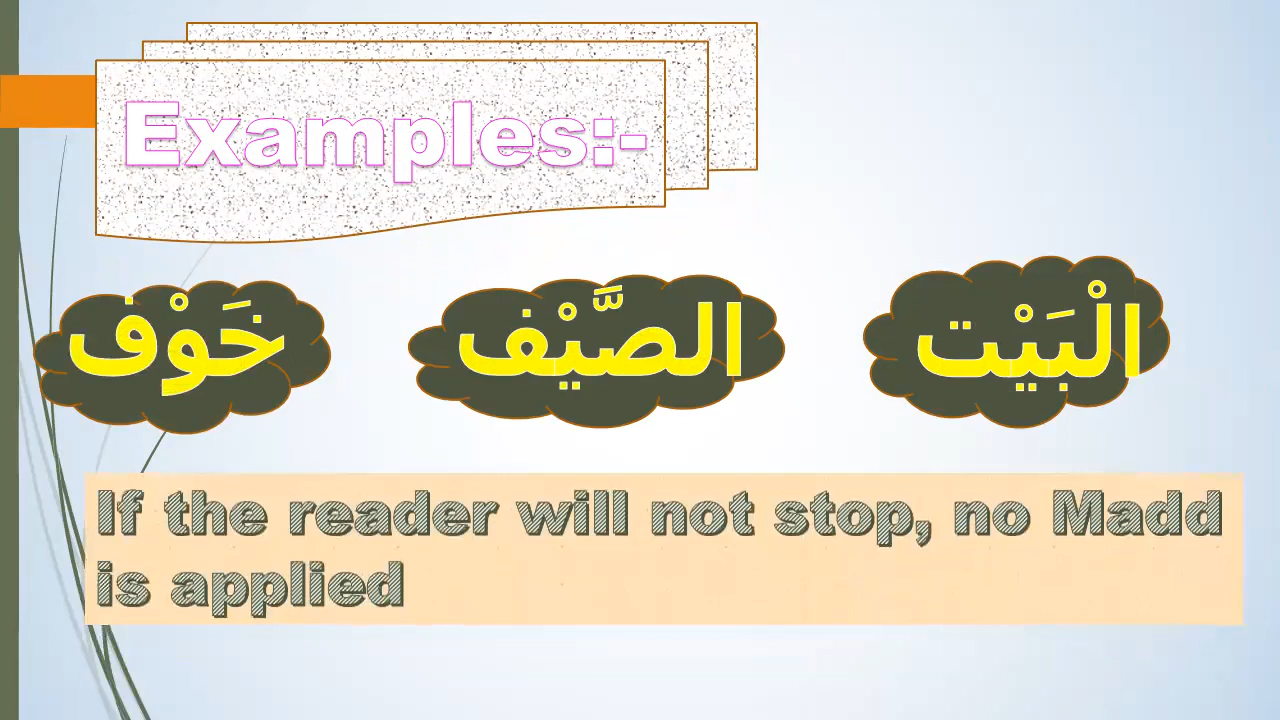 Examples:-
الْبَيْت
الصَّيْف
خَوْف
If the reader will not stop, no Madd
is applied